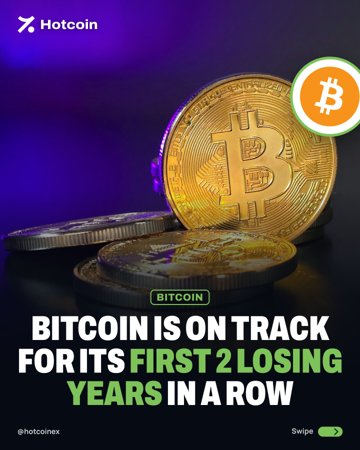 Hotcoin
BITCOIN
BITCOIN IS ON TRACK
FOR ITS FIRST 2 LOSING
YEARS IN A ROW
@hotcoinex
Swipe